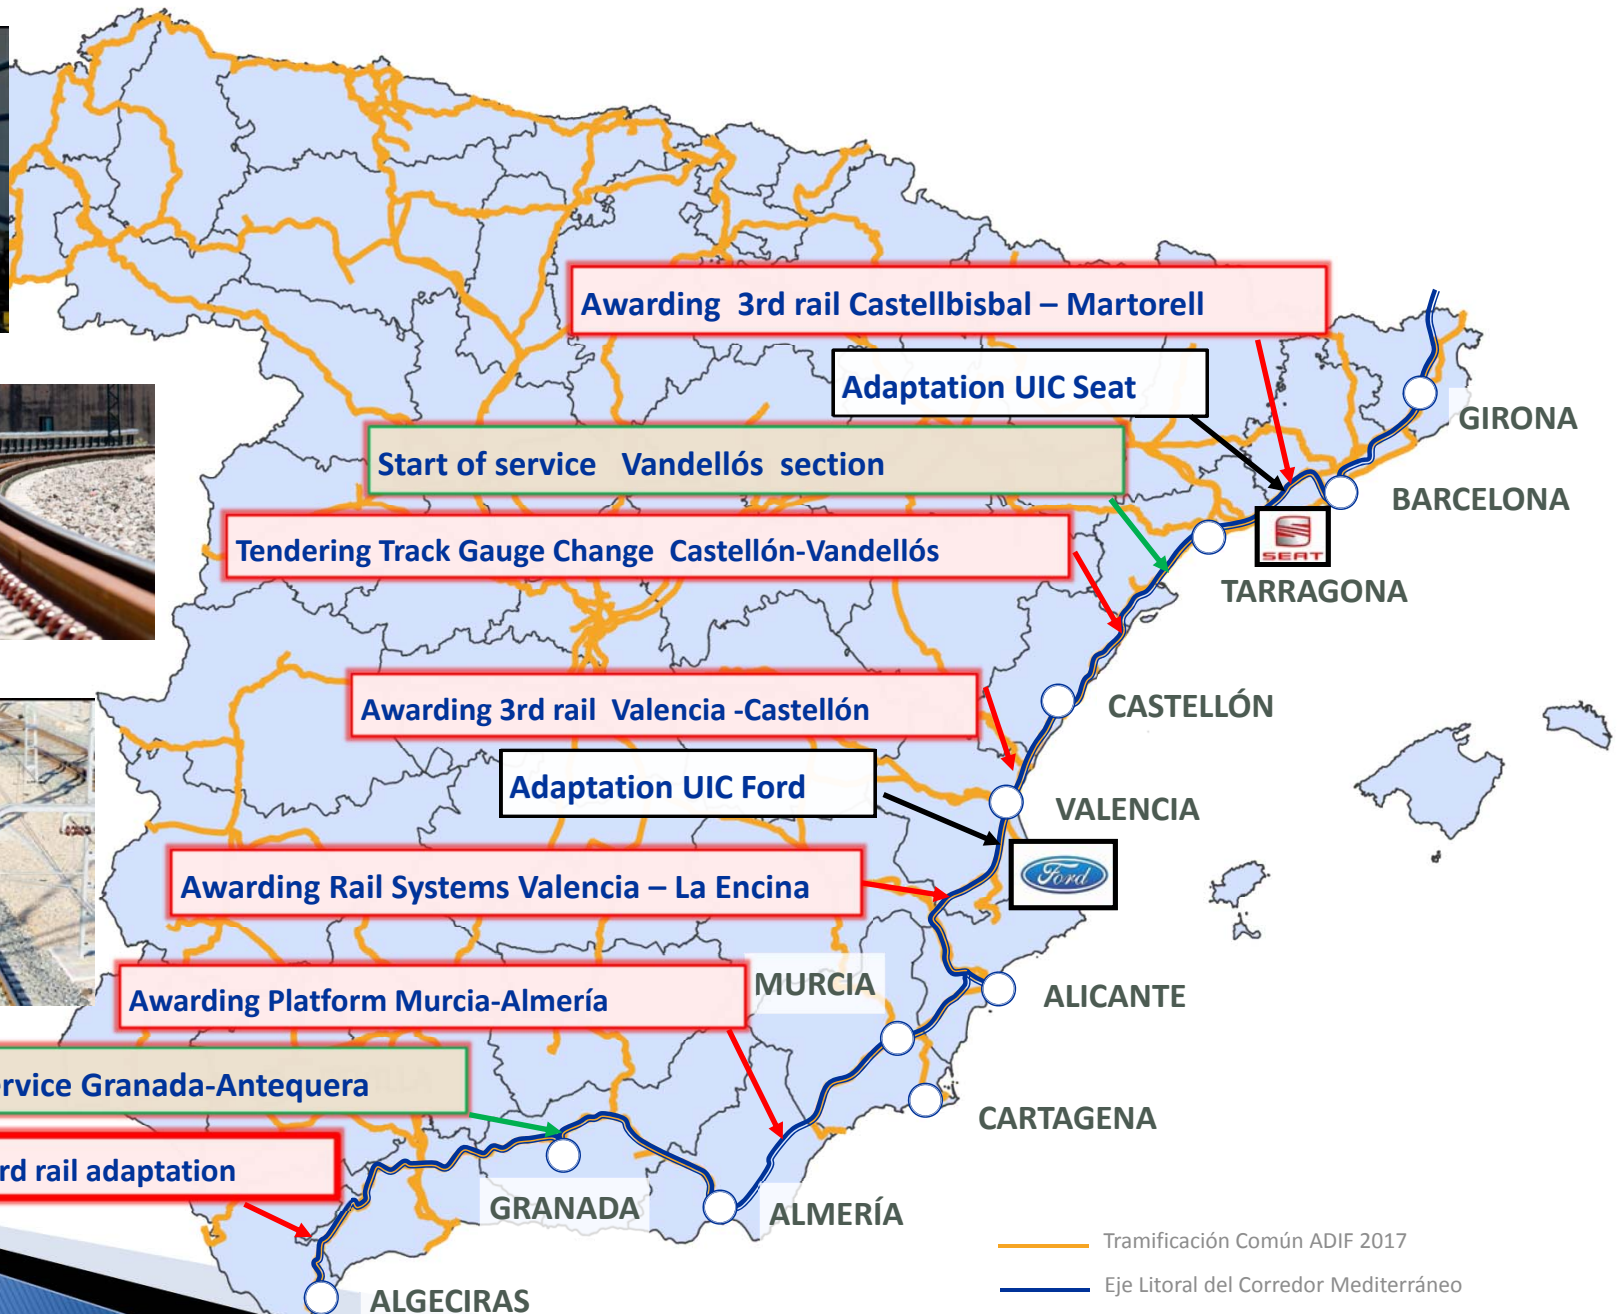 Awarding 3rd rail Castellbisbal – Martorell
Adaptation UIC Seat
GIRONA
Start of service Vandellós section
BARCELONA
SEAT
Tendering Track Gauge Change Castellón-Vandellós
TARRAGONA
Awarding 3rd rail Valencia -Castellón
CASTELLÓN
Adaptation UIC Ford
VALENCIA
Ford
Awarding Rail Systems Valencia – La Encina
MURCIA
ALICANTE
Awarding Platform Murcia-Almería
Granada-Antequera
CARTAGENA
rd rail adaptation
GRANADA
ALMERÍA
Tramificación Común ADIF 2017
Eje Litoral del Corredor Mediterráneo
ALGECIRAS